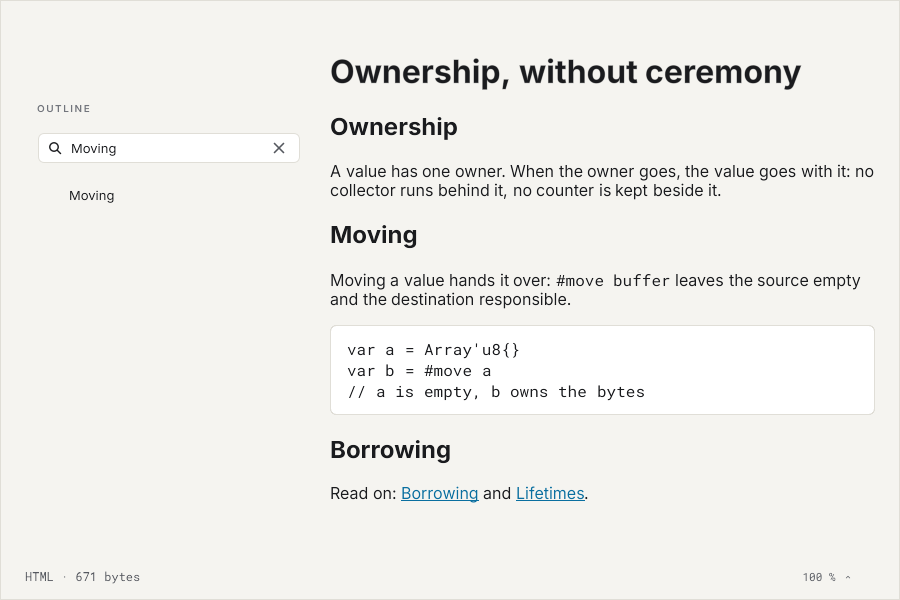 OUTLINE
Moving
Moving
Ownership, without ceremony
Ownership
A value has one owner. When the owner goes, the value goes with it: no
collector runs behind it, no counter is kept beside it.
Moving
Moving a value hands it over: #move buffer leaves the source empty
and the destination responsible.
var a = Array'u8{}
var b = #move a
// a is empty, b owns the bytes
Borrowing
Read on: Borrowing and Lifetimes.
HTML · 671 bytes
100 %